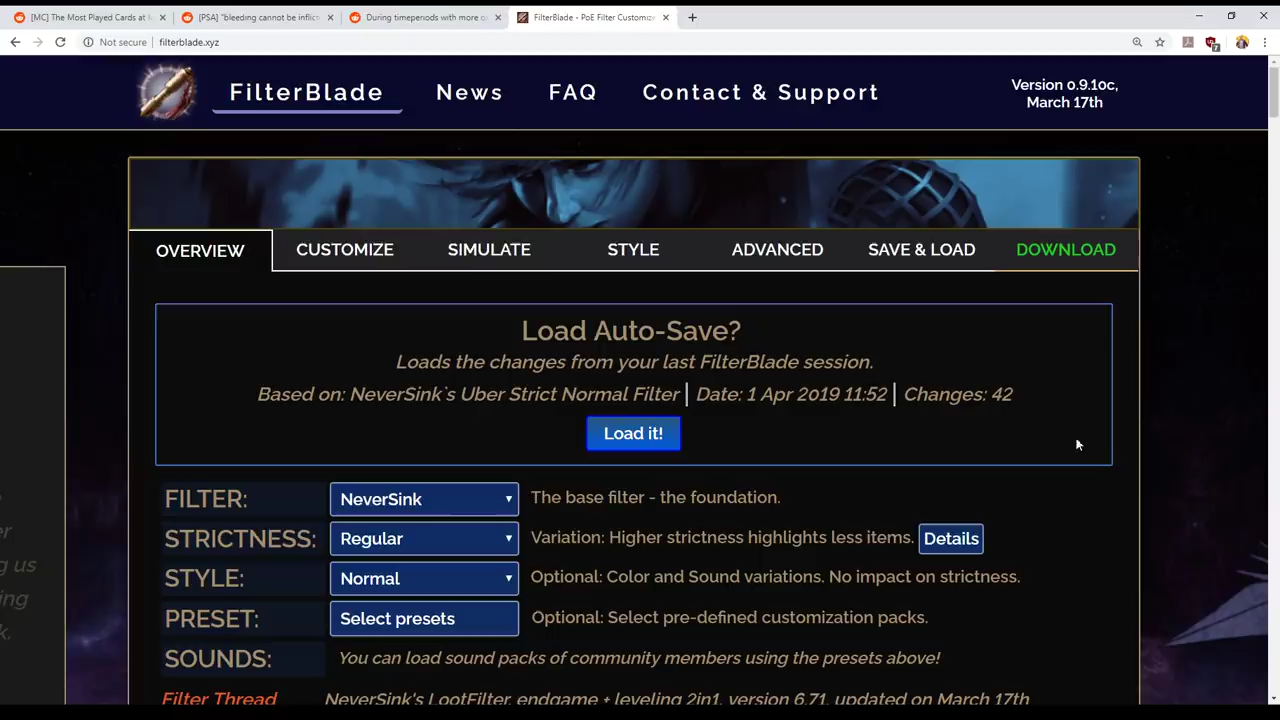 [MC] The Most Played Cards at
[PSA] "bleeding cannot be inflic
During timeperiods with more o
FilterBlade - PoE Filter Customiz
Not secure | filterblade.xyz
7
FilterBlade
News
FAQ
Contact & Support
Version 0.9.10c,
March 17th
OVERVIEW
CUSTOMIZE
SIMULATE
STYLE
ADVANCED
SAVE & LOAD
DOWNLOAD
Load Auto-Save?
Loads the changes from your last FilterBlade session.
Based on: NeverSink`s Uber Strict Normal Filter | Date: 1 Apr 2019 11:52 | Changes: 42
Load it!
FILTER: NeverSink The base filter - the foundation.
STRICTNESS: Regular Variation: Higher strictness highlights less items. Details
STYLE: Normal Optional: Color and Sound variations. No impact on strictness.
PRESET: Select presets Optional: Select pre-defined customization packs.
SOUNDS: You can load sound packs of community members using the presets above!
Filter Thread NeverSink's LootFilter, endgame + leveling 2in1, version 6.71, updated on March 17th
er
ng us
ing
k.